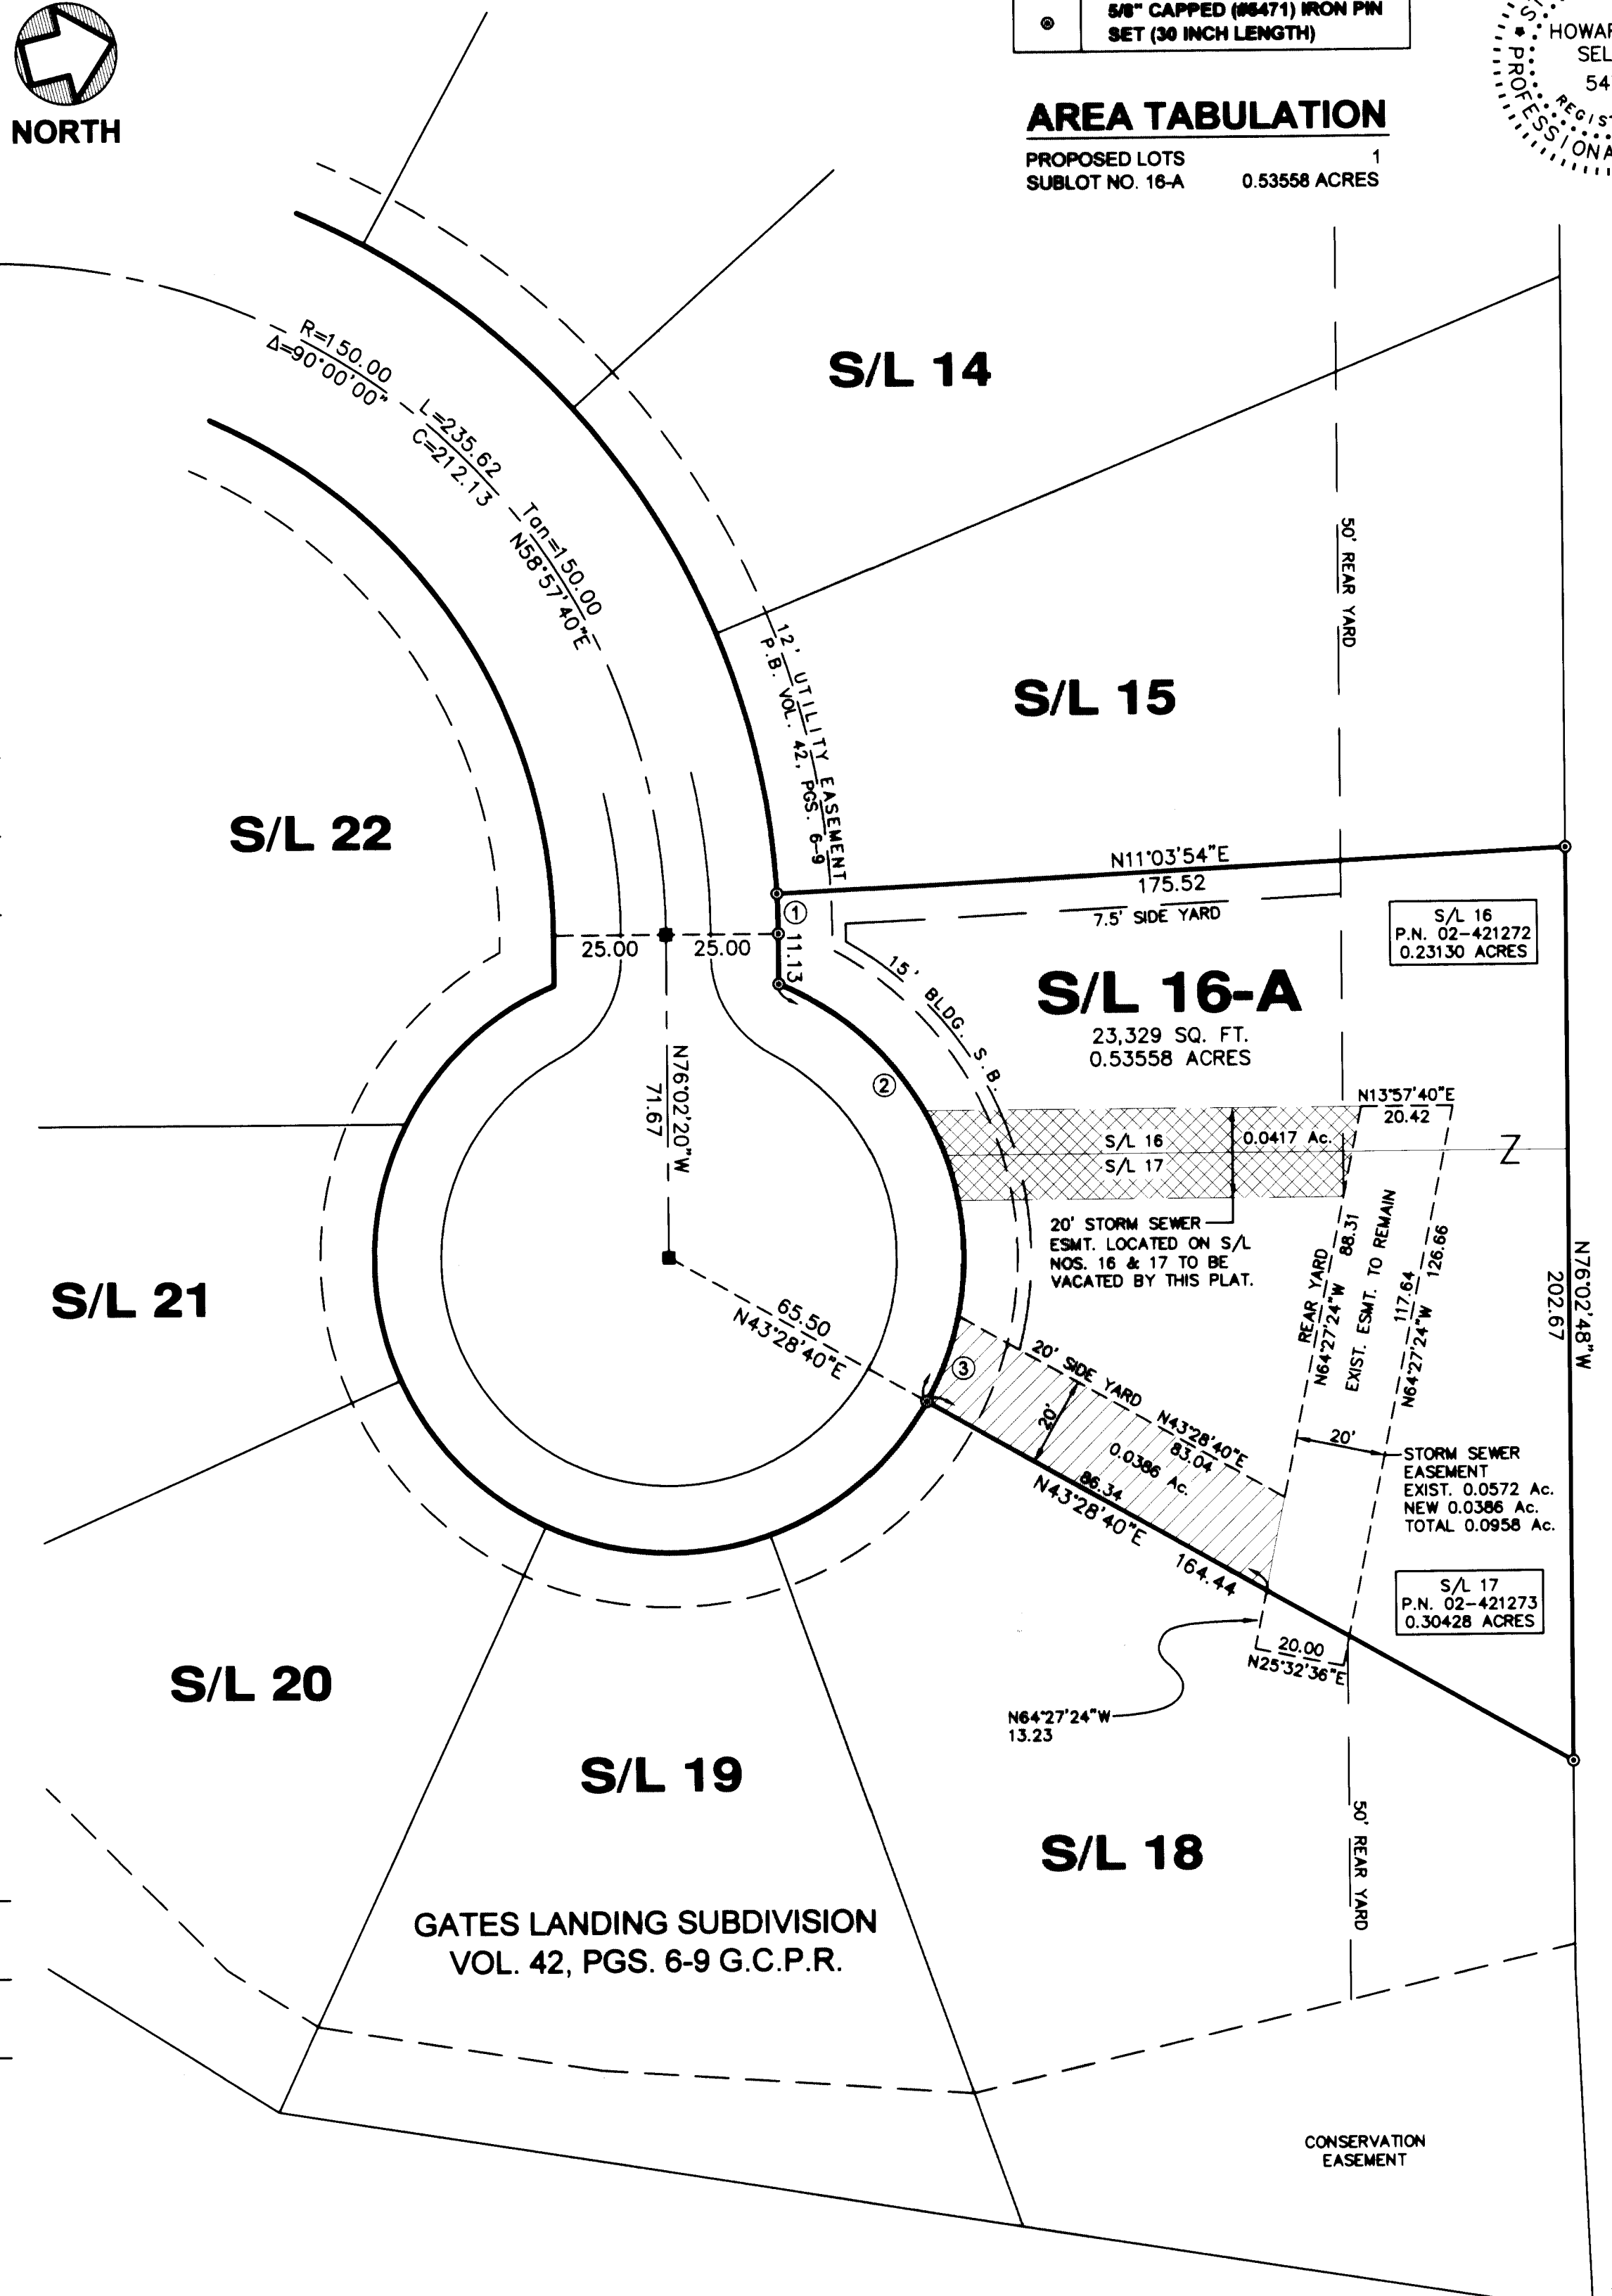 5/8" CAPPED (#5471) IRON PIN
SET (30 INCH LENGTH)
NORTH
AREA TABULATION
PROPOSED LOTS 1
SUBLOT NO. 16-A 0.53558 ACRES
S/L 14
R=150.00
Δ=90°00'00"
L=235.62
C=212.13
Tan=150.00
N58°57'40"E
50' REAR YARD
12' UTILITY EASEMENT
P.B. VOL. 42, PGS. 6-9
S/L 15
S/L 22
N11°03'54"E
175.52
7.5' SIDE YARD
1
11.13
25.00
25.00
S/L 16
P.N. 02-421272
0.23130 ACRES
15' BLDG. S.B.
S/L 16-A
23,329 SQ. FT.
0.53558 ACRES
2
N76°02'20"W
71.67
N13°57'40"E
20.42
S/L 16
0.0417 Ac.
S/L 17
Z
20' STORM SEWER
ESMT. LOCATED ON S/L
NOS. 16 & 17 TO BE
VACATED BY THIS PLAT.
REAR YARD
N64°27'24"W 88.31
EXIST. ESMT. TO REMAIN
117.64
N64°27'24"W 126.66
N76°02'48"W
202.67
S/L 21
65.50
N43°28'40"E
3
20' SIDE YARD
N43°28'40"E
83.04
20'
0.0386 Ac.
86.34
N43°28'40"E
164.44
20'
STORM SEWER
EASEMENT
EXIST. 0.0572 Ac.
NEW 0.0386 Ac.
TOTAL 0.0958 Ac.
S/L 17
P.N. 02-421273
0.30428 ACRES
20.00
N25°32'36"E
N64°27'24"W
13.23
S/L 20
S/L 19
S/L 18
50' REAR YARD
GATES LANDING SUBDIVISION
VOL. 42, PGS. 6-9 G.C.P.R.
CONSERVATION
EASEMENT